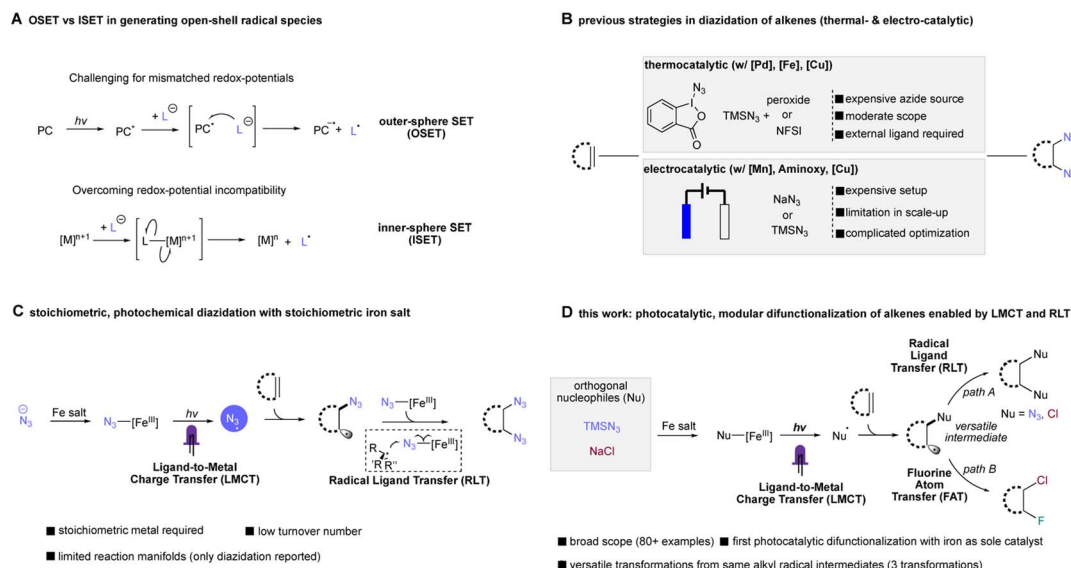 A OSET vs ISET in generating open-shell radical species
Challenging for mismatched redox-potentials
PC
hv
PC*
+ L⊖
PC* L⊖
PC•− + L•
outer-sphere SET
(OSET)
Overcoming redox-potential incompatibility
[M]n+1
+ L⊖
L—[M]n+1
[M]n + L•
inner-sphere SET
(ISET)
B previous strategies in diazidation of alkenes (thermal- & electro-catalytic)
thermocatalytic (w/ [Pd], [Fe], [Cu])
N3
I
O
O
TMSN3 +
peroxide
or
NFSI
■ expensive azide source
■ moderate scope
■ external ligand required
electrocatalytic (w/ [Mn], Aminoxy, [Cu])
NaN3
or
TMSN3
■ expensive setup
■ limitation in scale-up
■ complicated optimization
C stoichiometric, photochemical diazidation with stoichiometric iron salt
⊖
N3
Fe salt
N3—[FeIII]
hv
N3
Ligand-to-Metal
Charge Transfer (LMCT)
N3
N3—[FeIII]
R
'R R''
N3—[FeIII]
Radical Ligand Transfer (RLT)
N3
N3
■ stoichiometric metal required
■ low turnover number
■ limited reaction manifolds (only diazidation reported)
D this work: photocatalytic, modular difunctionalization of alkenes enabled by LMCT and RLT
orthogonal
nucleophiles (Nu)
TMSN3
NaCl
Fe salt
Nu—[FeIII]
hv
Nu•
Ligand-to-Metal
Charge Transfer (LMCT)
Nu
versatile
intermediate
Radical
Ligand
Transfer (RLT)
path A
Nu
Nu
Nu = N3, Cl
Fluorine
Atom
Transfer (FAT)
path B
Cl
F
■ broad scope (80+ examples) ■ first photocatalytic difunctionalization with iron as sole catalyst
■ versatile transformations from same alkyl radical intermediates (3 transformations)